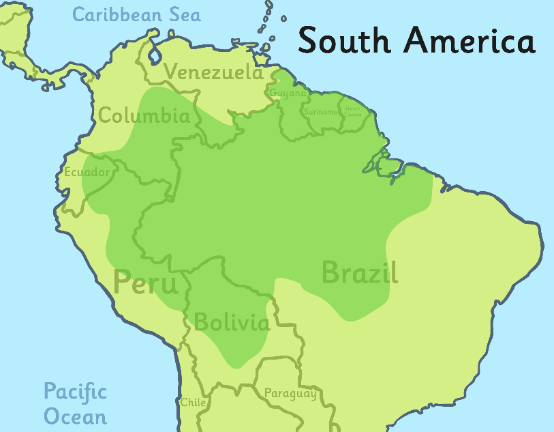 Caribbean Sea
South America
Venezuela
Guyana
Suriname
Columbia
Ecuador
Peru
Brazil
Bolivia
Paraguay
Chile
Pacific
Ocean